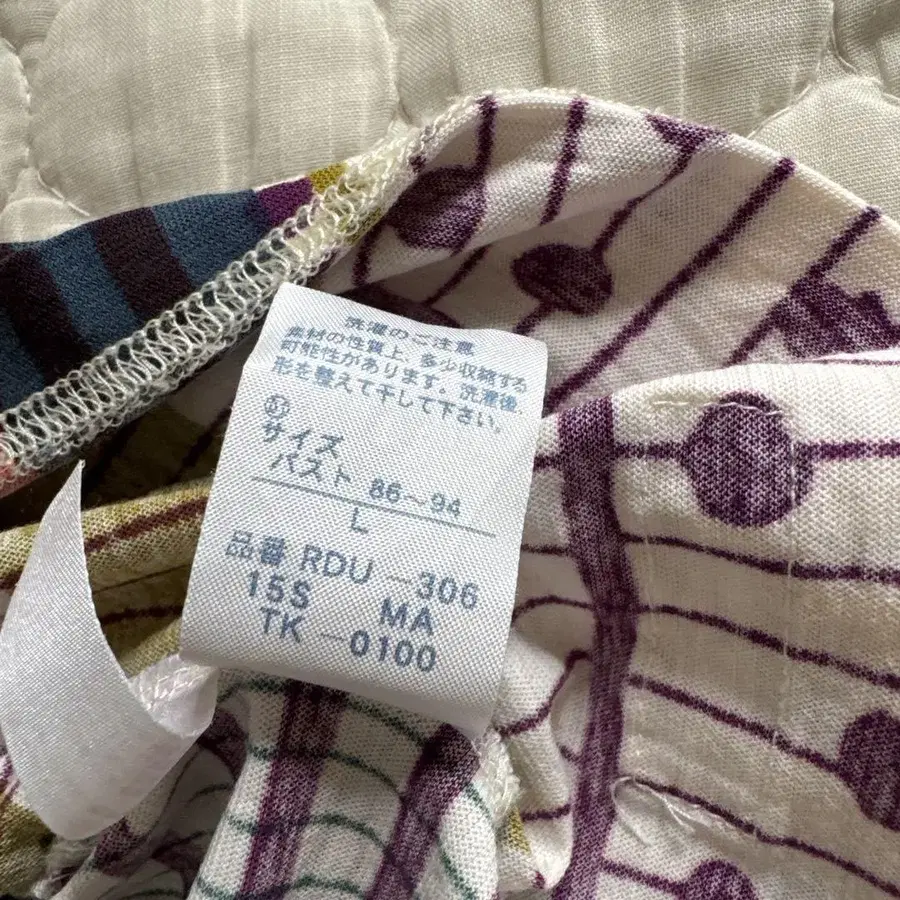 洗濯のご注意
素材の性質上、多少収縮する
可能性があります。洗濯後、
形を整えて干して下さい。
サイズ
バスト 86～94
L
品番 RDU－306
15S MA
TK－0100